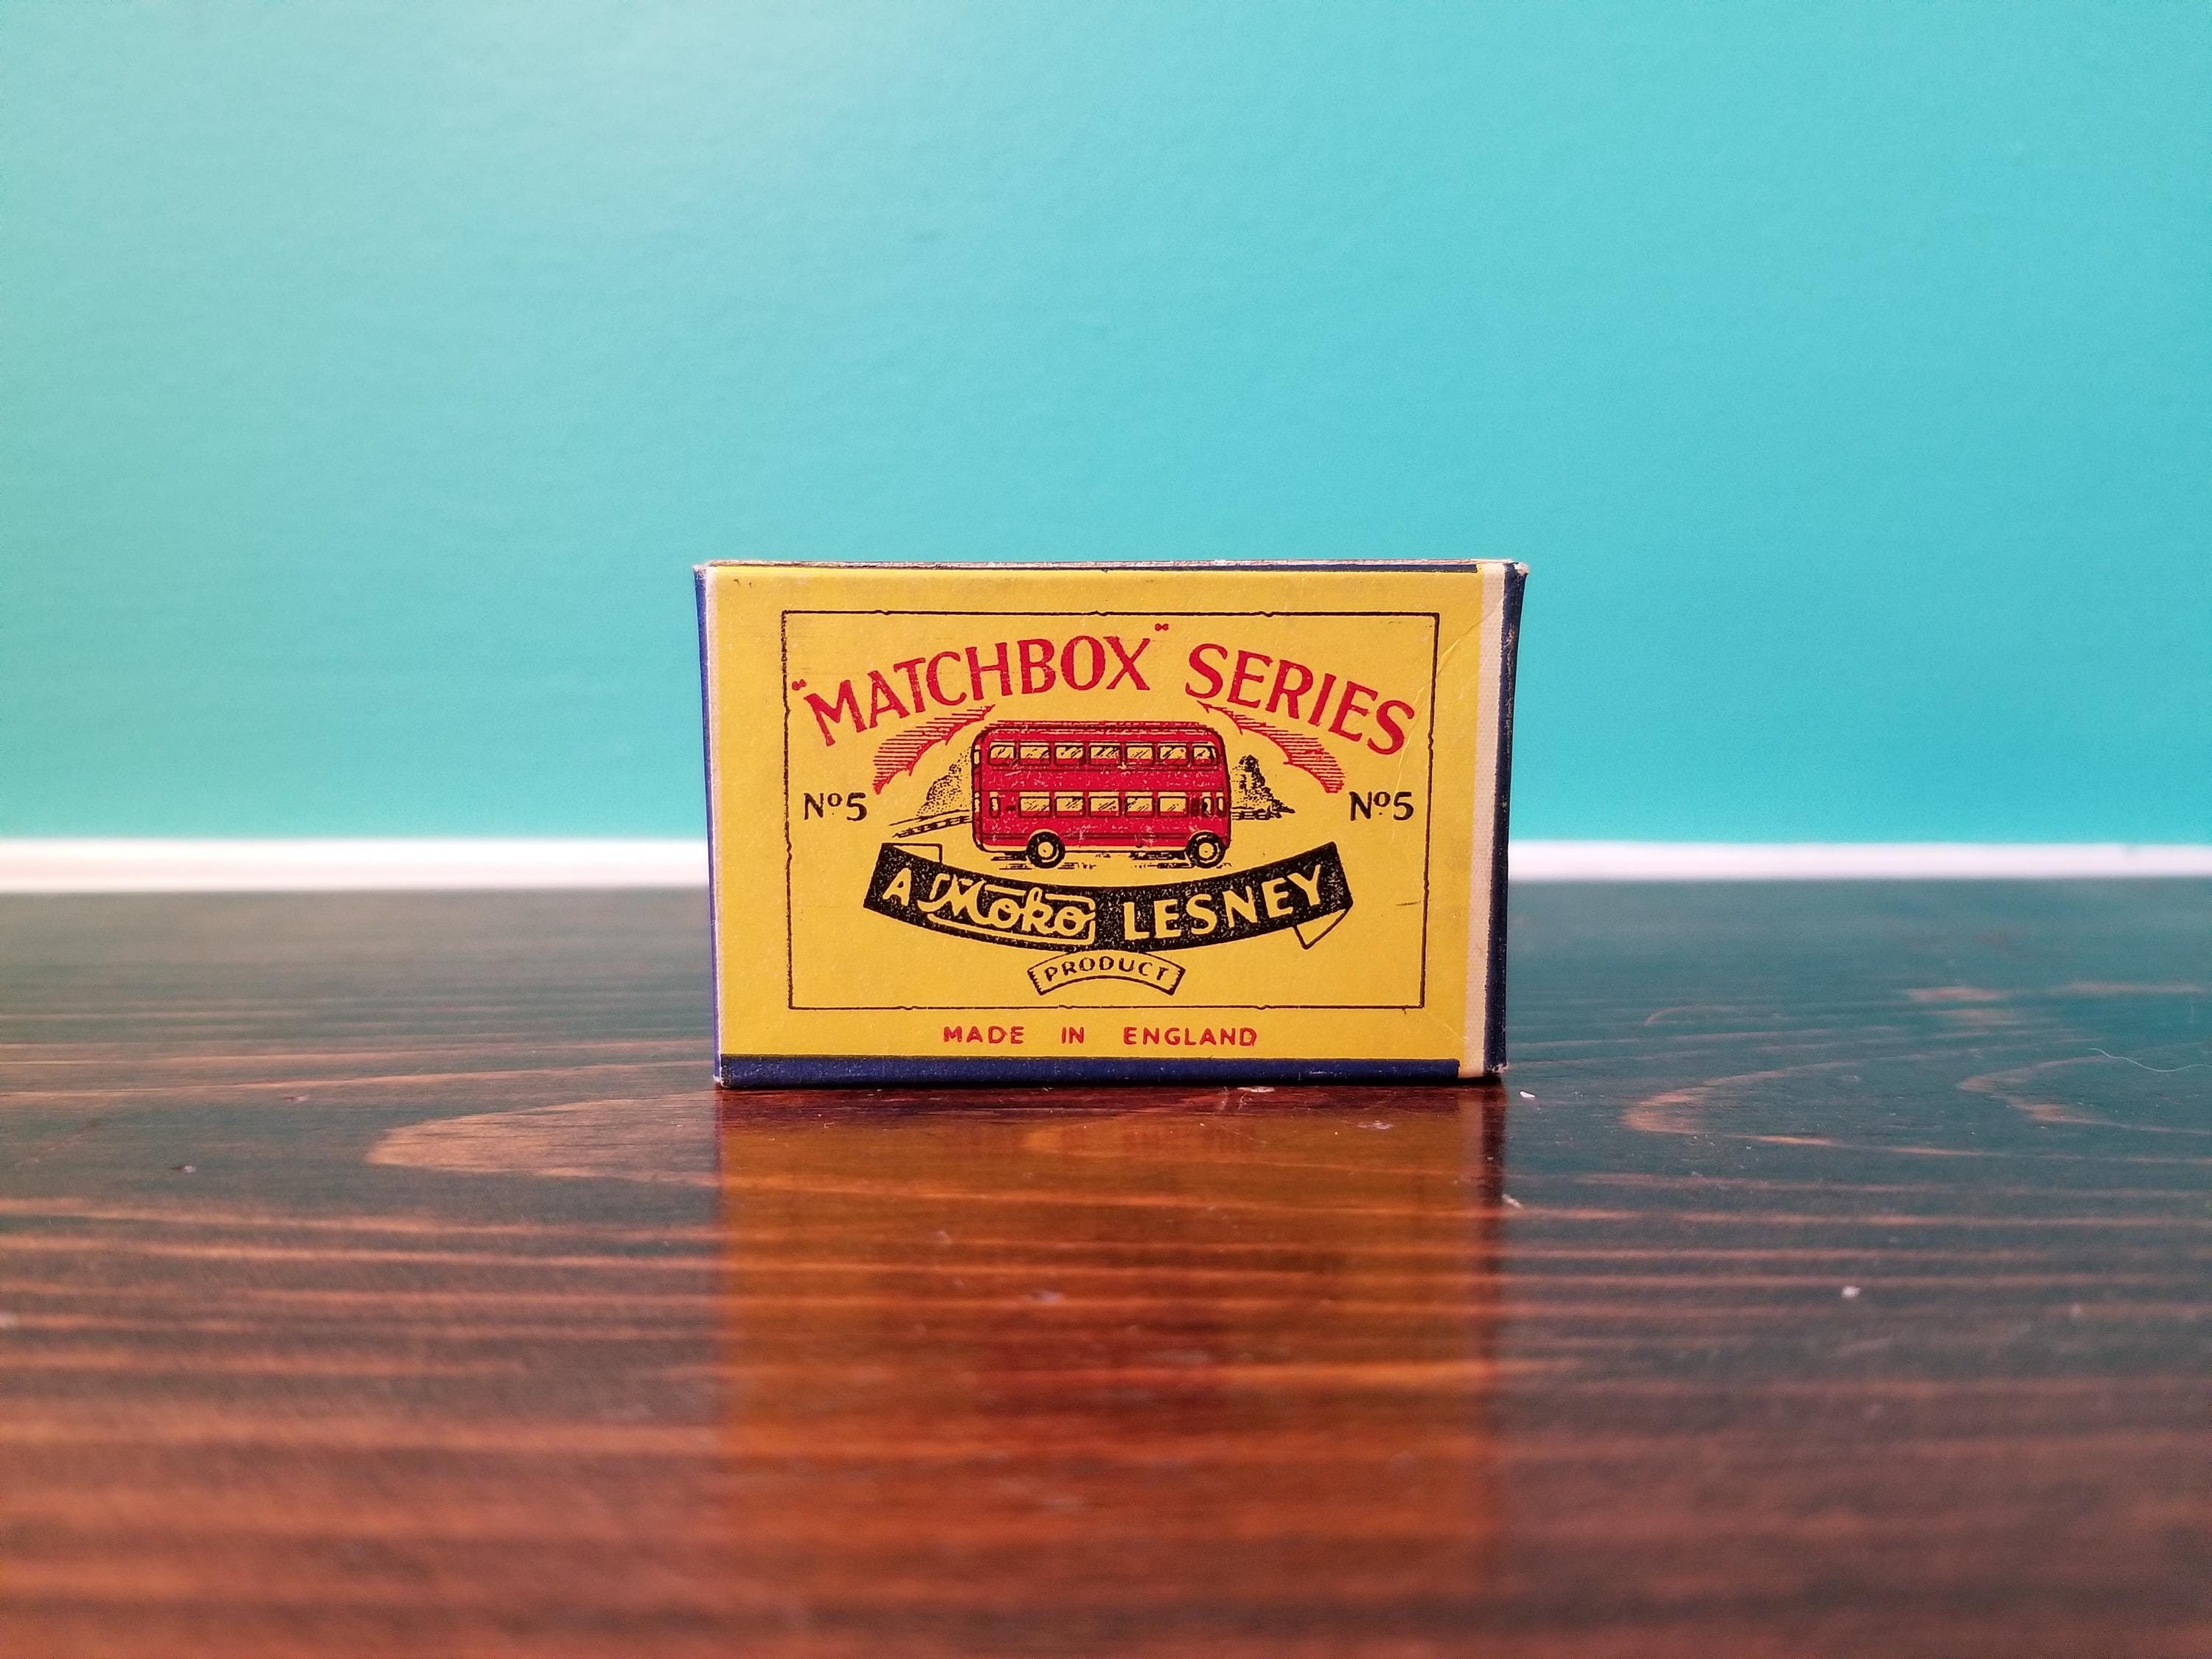 "MATCHBOX" SERIES
Nº5 Nº5
A Moko LESNEY
PRODUCT
MADE IN ENGLAND